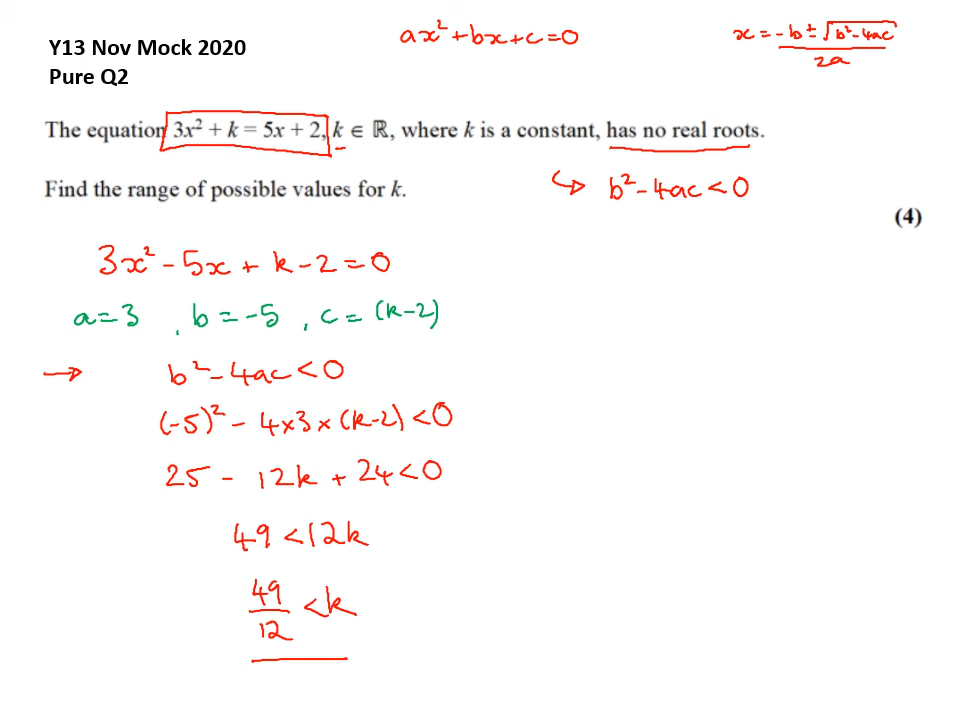 Y13 Nov Mock 2020
Pure Q2
ax² + bx + c = 0
x = -b ± √(b² - 4ac) / 2a
The equation 3x² + k = 5x + 2, k ∈ ℝ, where k is a constant, has no real roots.
Find the range of possible values for k.
↳ b² - 4ac < 0
(4)
3x² - 5x + k - 2 = 0
a = 3 , b = -5 , c = (k-2)
→ b² - 4ac < 0
(-5)² - 4 × 3 × (k-2) < 0
25 - 12k + 24 < 0
49 < 12k
49/12 < k